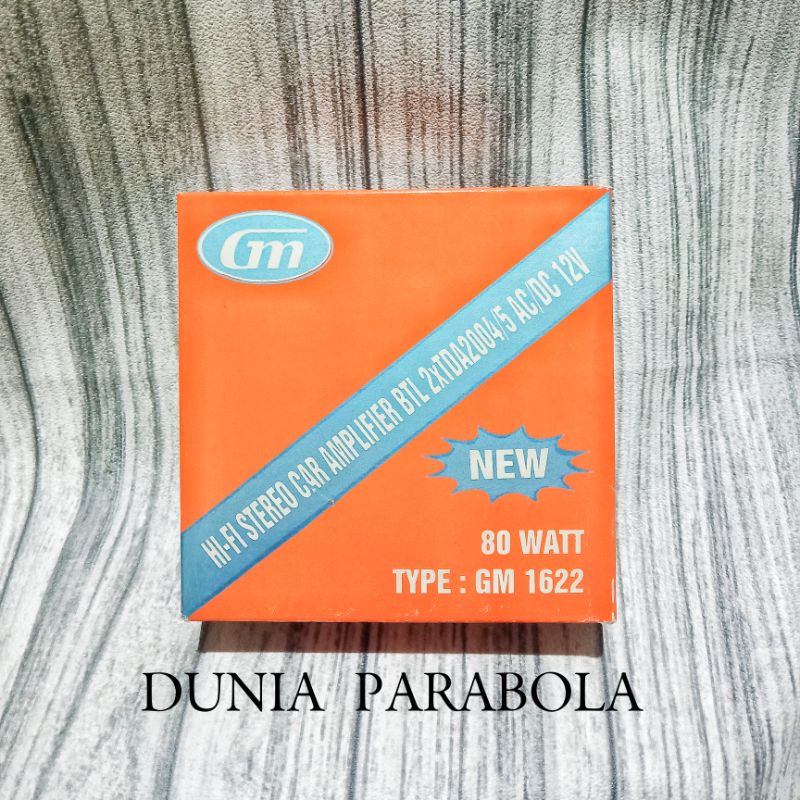 Gm
HI-FI STEREO CAR AMPLIFIER BTL 2xTDA2004/5 AC/DC 12V
NEW
80 WATT
TYPE : GM 1622
DUNIA PARABOLA